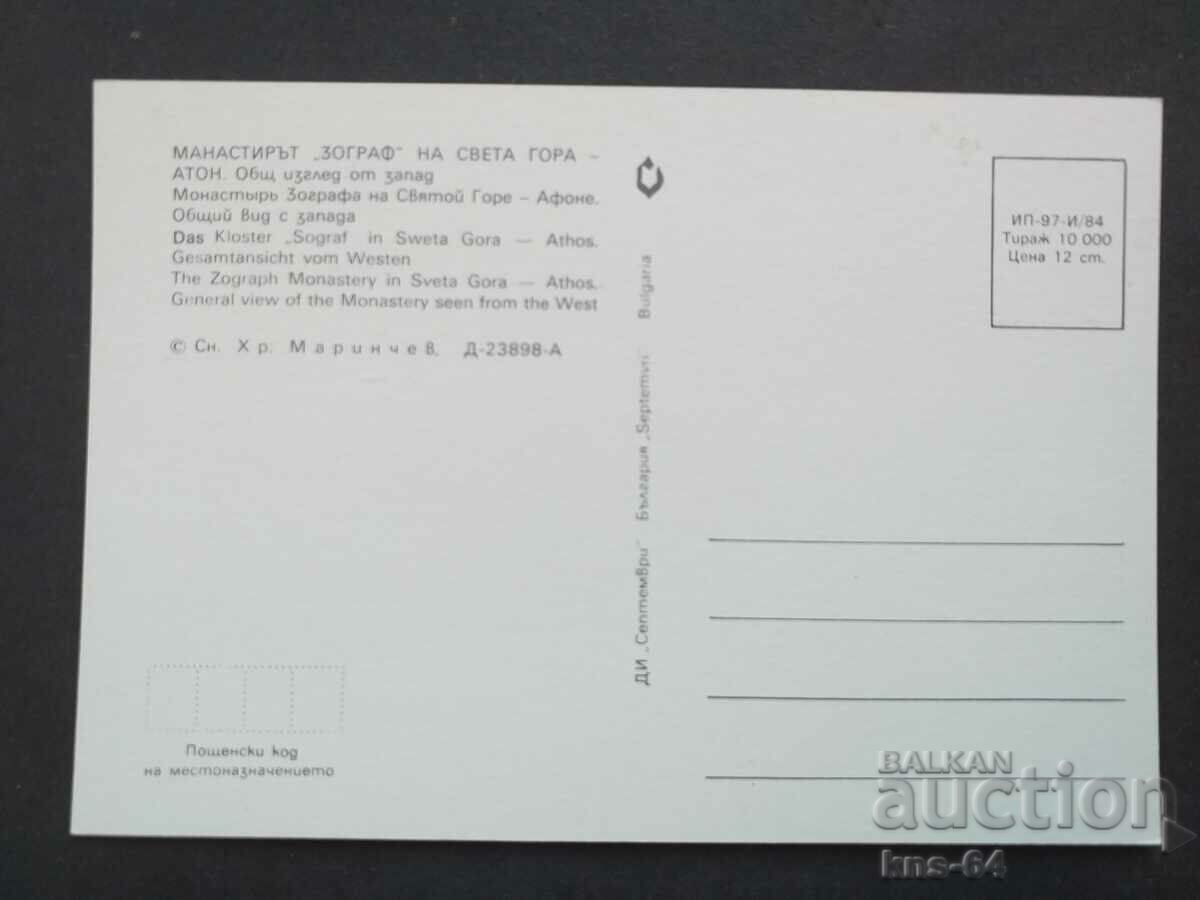 МАНАСТИРЪТ „ЗОГРАФ“ НА СВЕТА ГОРА –
АТОН. Общ изглед от запад
Монастырь Зографа на Святой Горе – Афоне.
Общий вид с запада
Das Kloster „Sograf“ in Sweta Gora — Athos.
Gesamtansicht vom Westen
The Zograph Monastery in Sveta Gora — Athos.
General view of the Monastery seen from the West
© Сн. Хр. Маринчев, Д-23898-А
ДИ „Септември“ България „Septemvri“ Bulgaria
ИП-97-И/84
Тираж 10 000
Цена 12 ст.
Пощенски код
на местоназначението
BALKAN
auction
kns-64